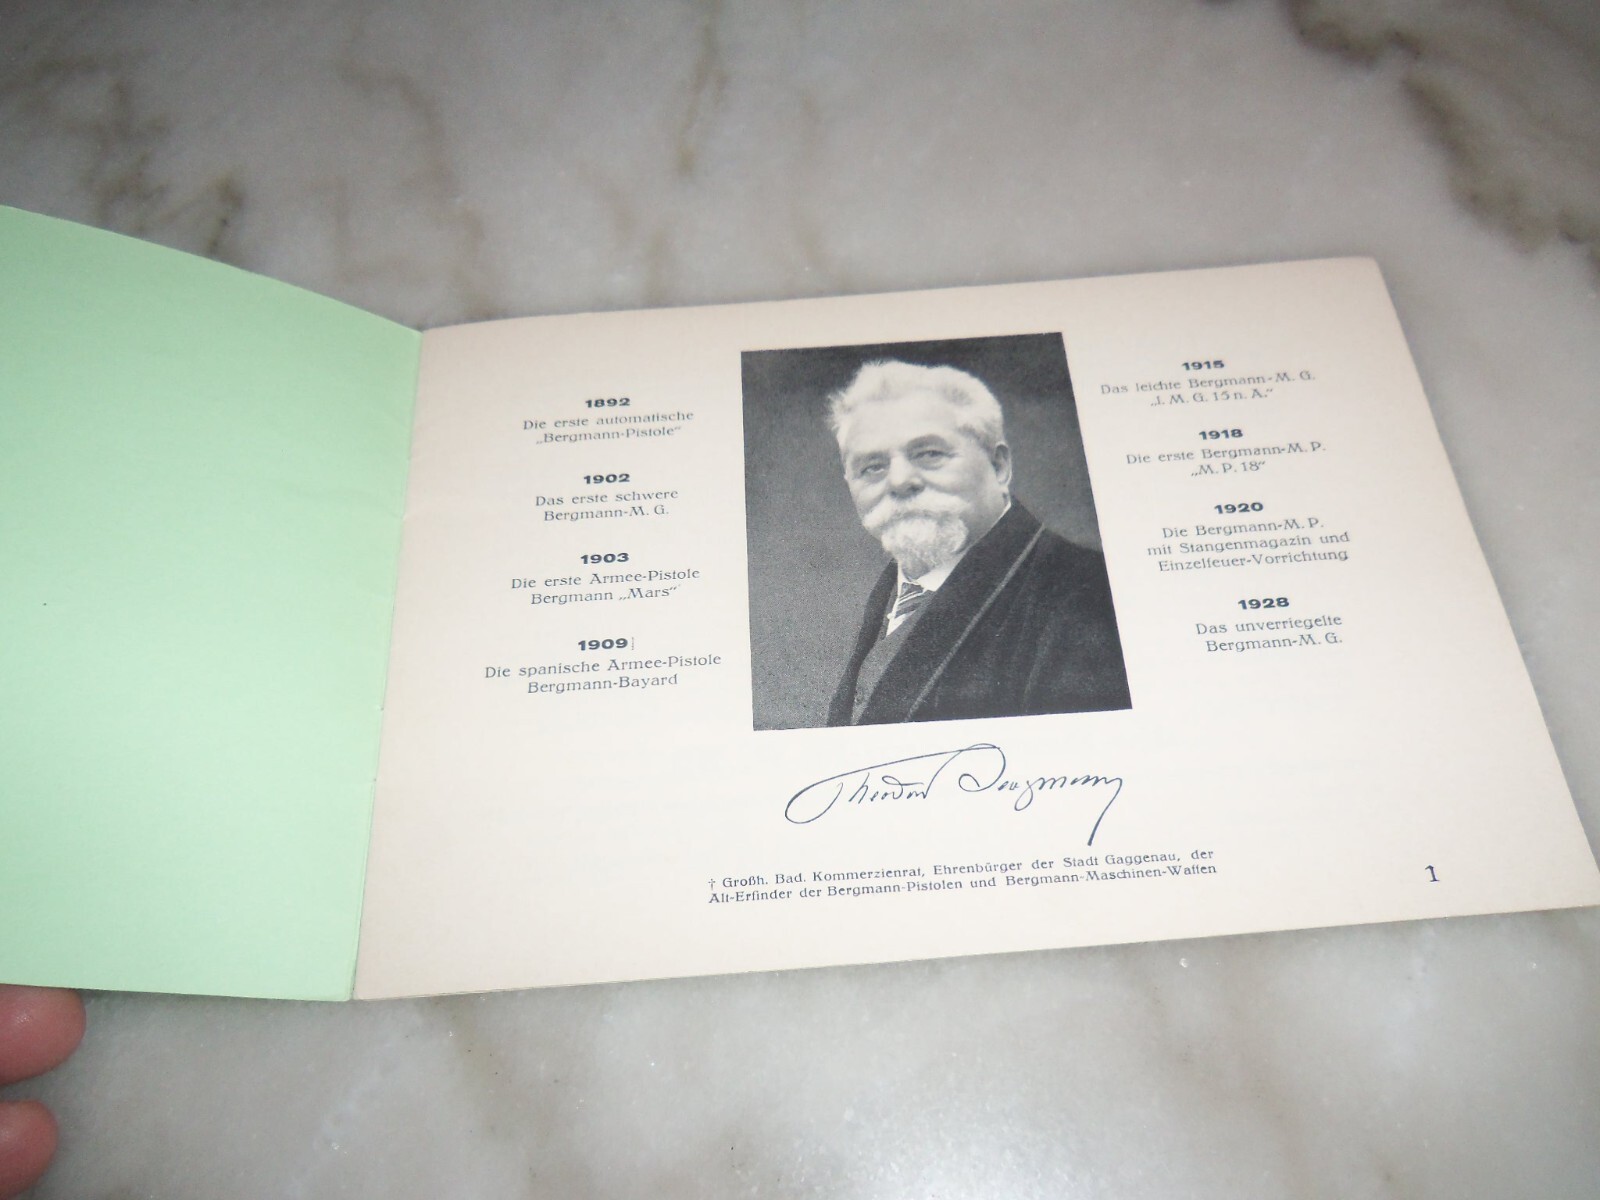 1892
Die erste automatische
„Bergmann-Pistole“
1902
Das erste schwere
Bergmann-M. G.
1903
Die erste Armee-Pistole
Bergmann „Mars“
1909
Die spanische Armee-Pistole
Bergmann-Bayard
1915
Das leichte Bergmann-M. G.
„l. M. G. 15 n. A.“
1918
Die erste Bergmann-M. P.
„M. P. 18“
1920
Die Bergmann-M. P.
mit Stangenmagazin und
Einzelfeuer-Vorrichtung
1928
Das unverriegelte
Bergmann-M. G.
Theodor Bergmann
† Großh. Bad. Kommerzienrat, Ehrenbürger der Stadt Gaggenau, der
Alt-Erfinder der Bergmann-Pistolen und Bergmann-Maschinen-Waffen
1